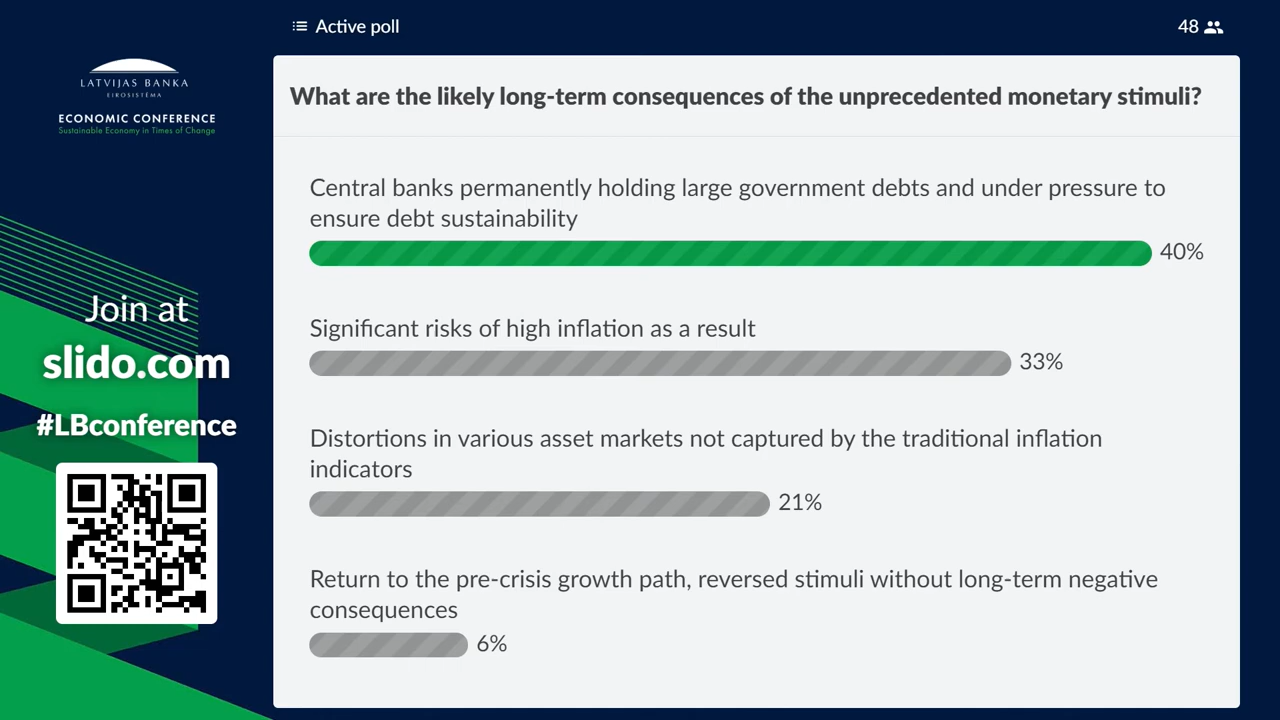 Active poll
48
LATVIJAS BANKA
EIROSISTĒMA
ECONOMIC CONFERENCE
Sustainable Economy in Times of Change
What are the likely long-term consequences of the unprecedented monetary stimuli?
Central banks permanently holding large government debts and under pressure to
ensure debt sustainability
40%
Significant risks of high inflation as a result
33%
Distortions in various asset markets not captured by the traditional inflation
indicators
21%
Return to the pre-crisis growth path, reversed stimuli without long-term negative
consequences
6%
Join at
slido.com
#LBconference